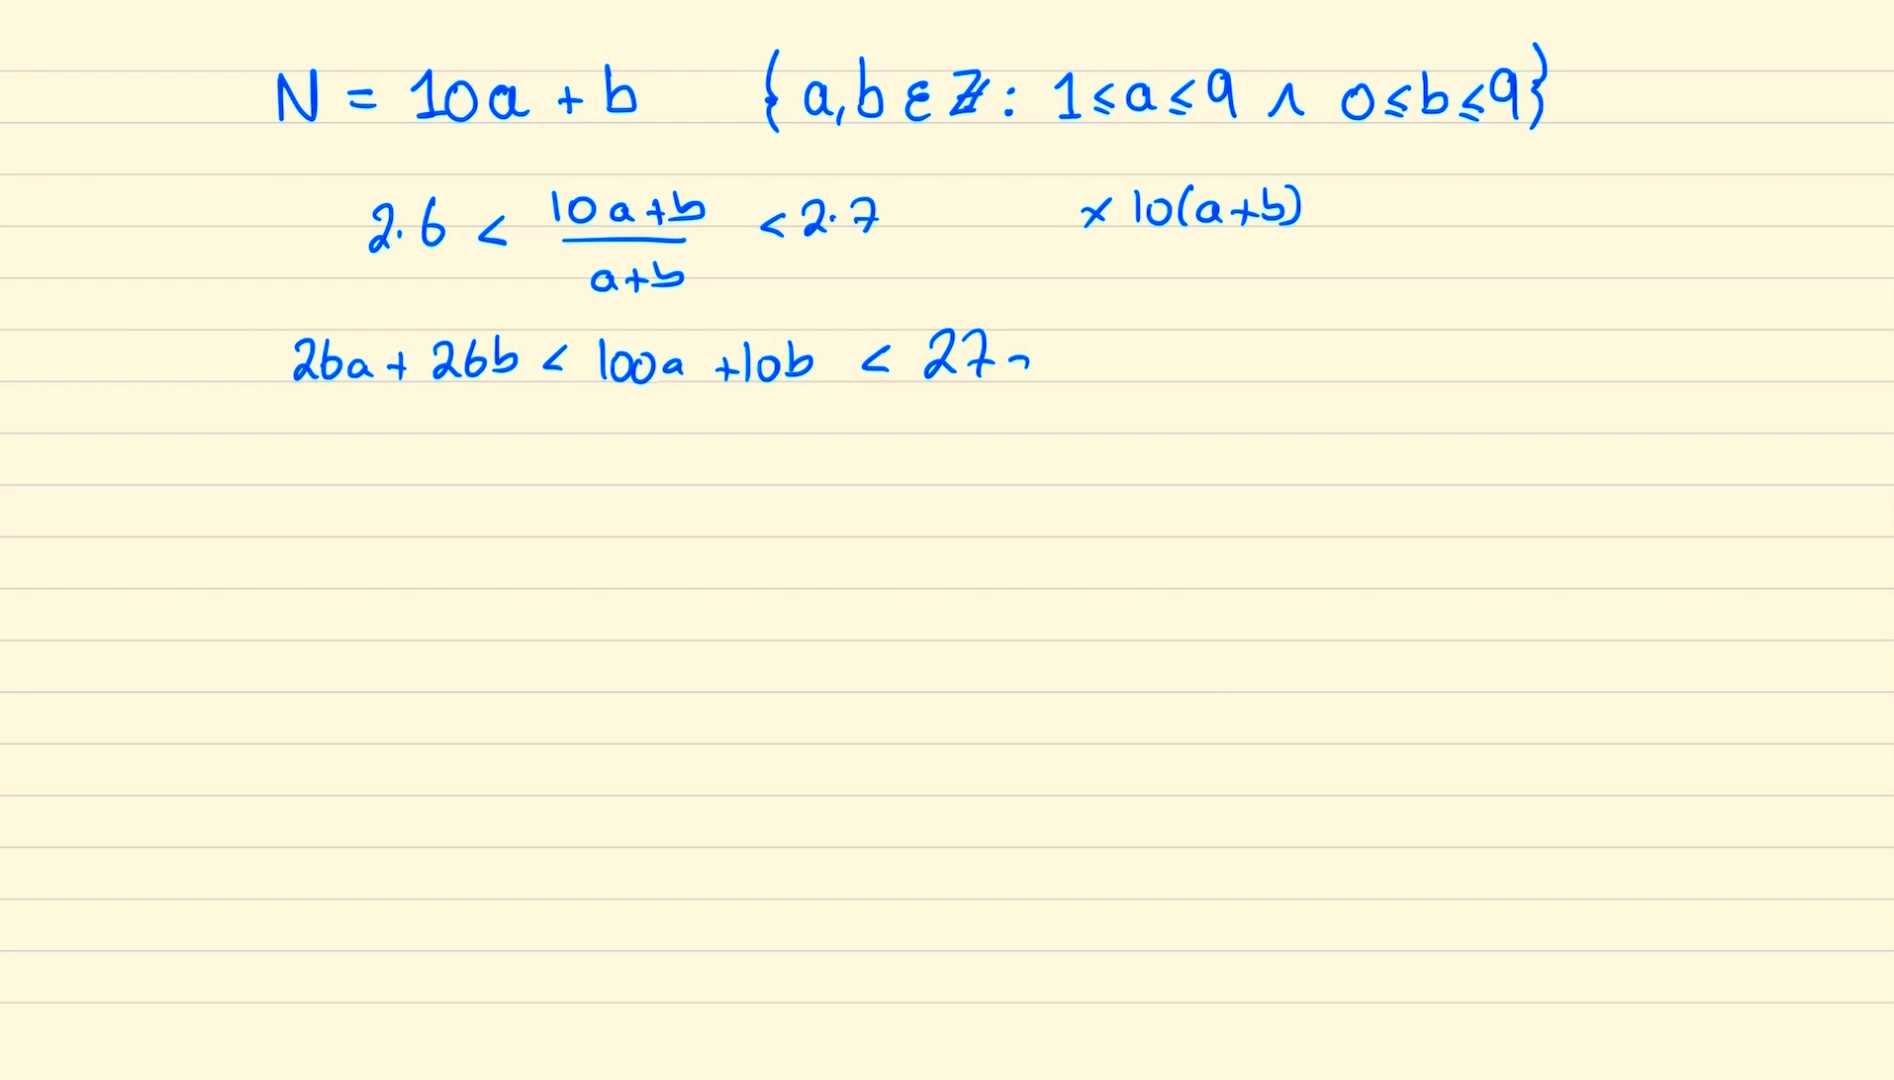 N = 10a + b {a,b ∈ ℤ: 1≤a≤9 ∧ 0≤b≤9}
2.6 < (10a+b)/(a+b) < 2.7 × 10(a+b)
26a + 26b < 100a + 10b < 27